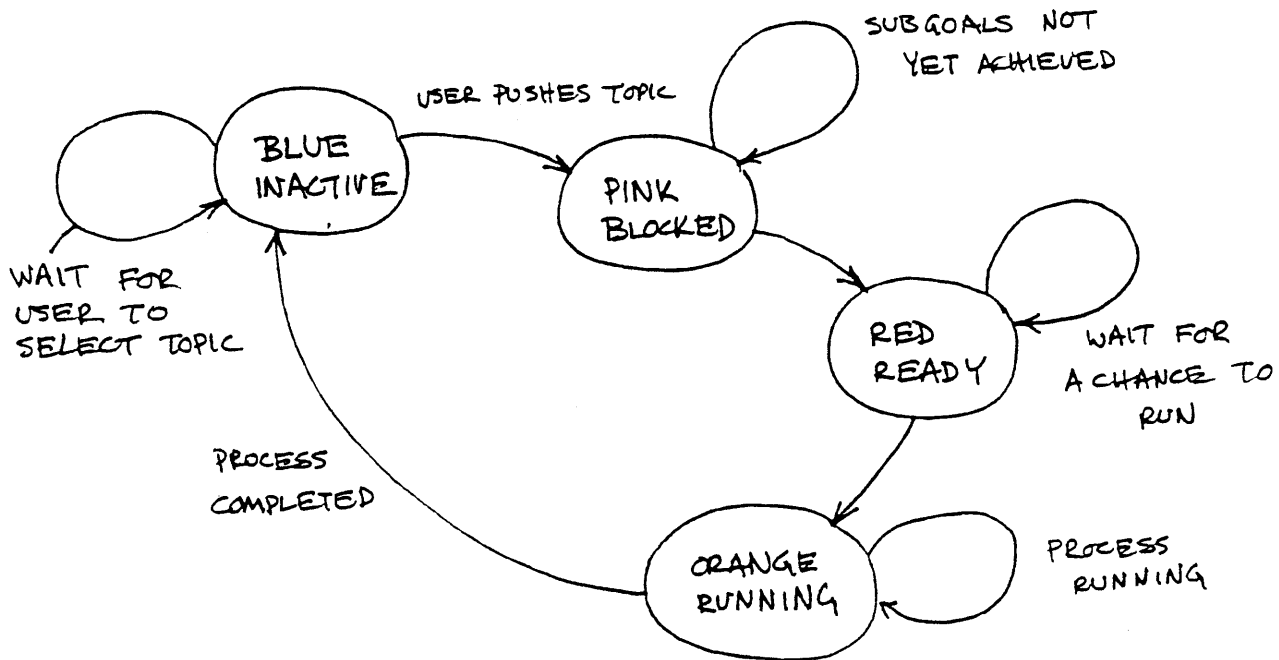 SUBGOALS NOT
YET ACHIEVED
USER PUSHES TOPIC
BLUE
INACTIVE
PINK
BLOCKED
WAIT FOR
USER TO
SELECT TOPIC
RED
READY
WAIT FOR
A CHANCE TO
RUN
PROCESS
COMPLETED
ORANGE
RUNNING
PROCESS
RUNNING